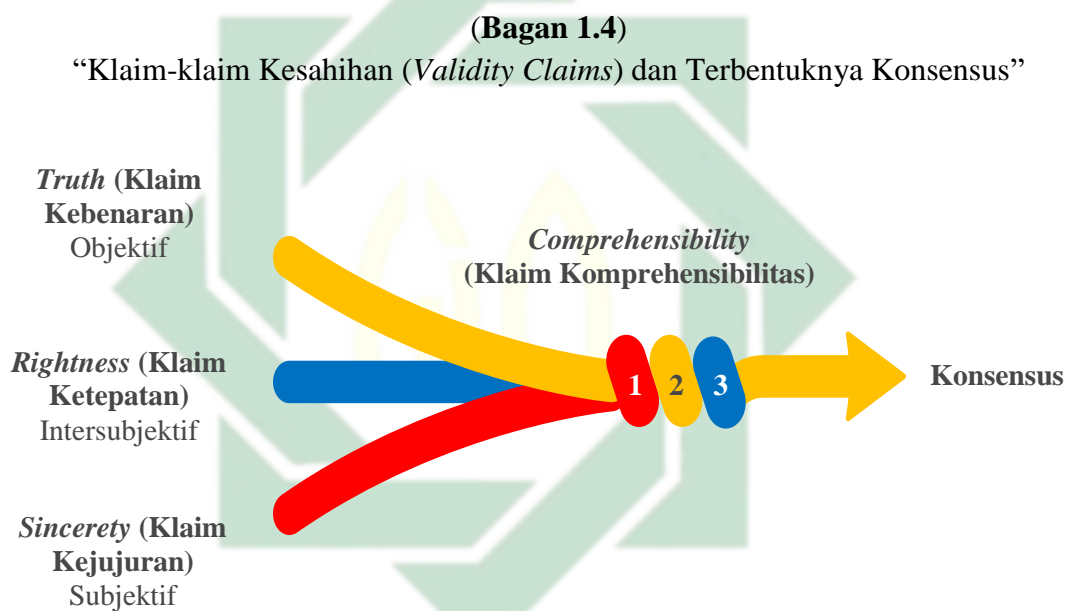 (Bagan 1.4)
“Klaim-klaim Kesahihan (Validity Claims) dan Terbentuknya Konsensus”
Truth (Klaim
Kebenaran)
Objektif
Comprehensibility
(Klaim Komprehensibilitas)
Rightness (Klaim
Ketepatan)
Intersubjektif
1 2 3
Konsensus
Sincerety (Klaim
Kejujuran)
Subjektif